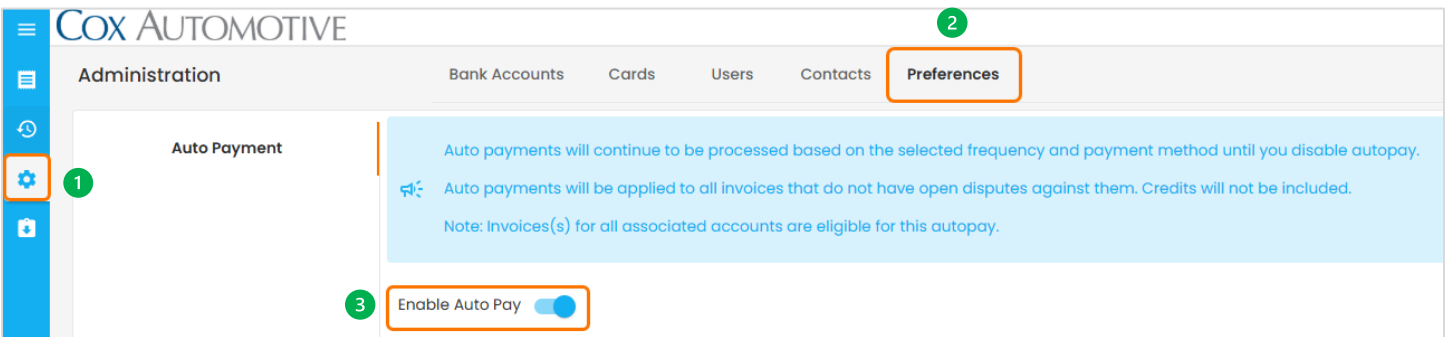 COX AUTOMOTIVE
2
Administration
Bank Accounts Cards Users Contacts Preferences
Auto Payment
Auto payments will continue to be processed based on the selected frequency and payment method until you disable autopay.
1
Auto payments will be applied to all invoices that do not have open disputes against them. Credits will not be included.
Note: Invoices(s) for all associated accounts are eligible for this autopay.
3
Enable Auto Pay